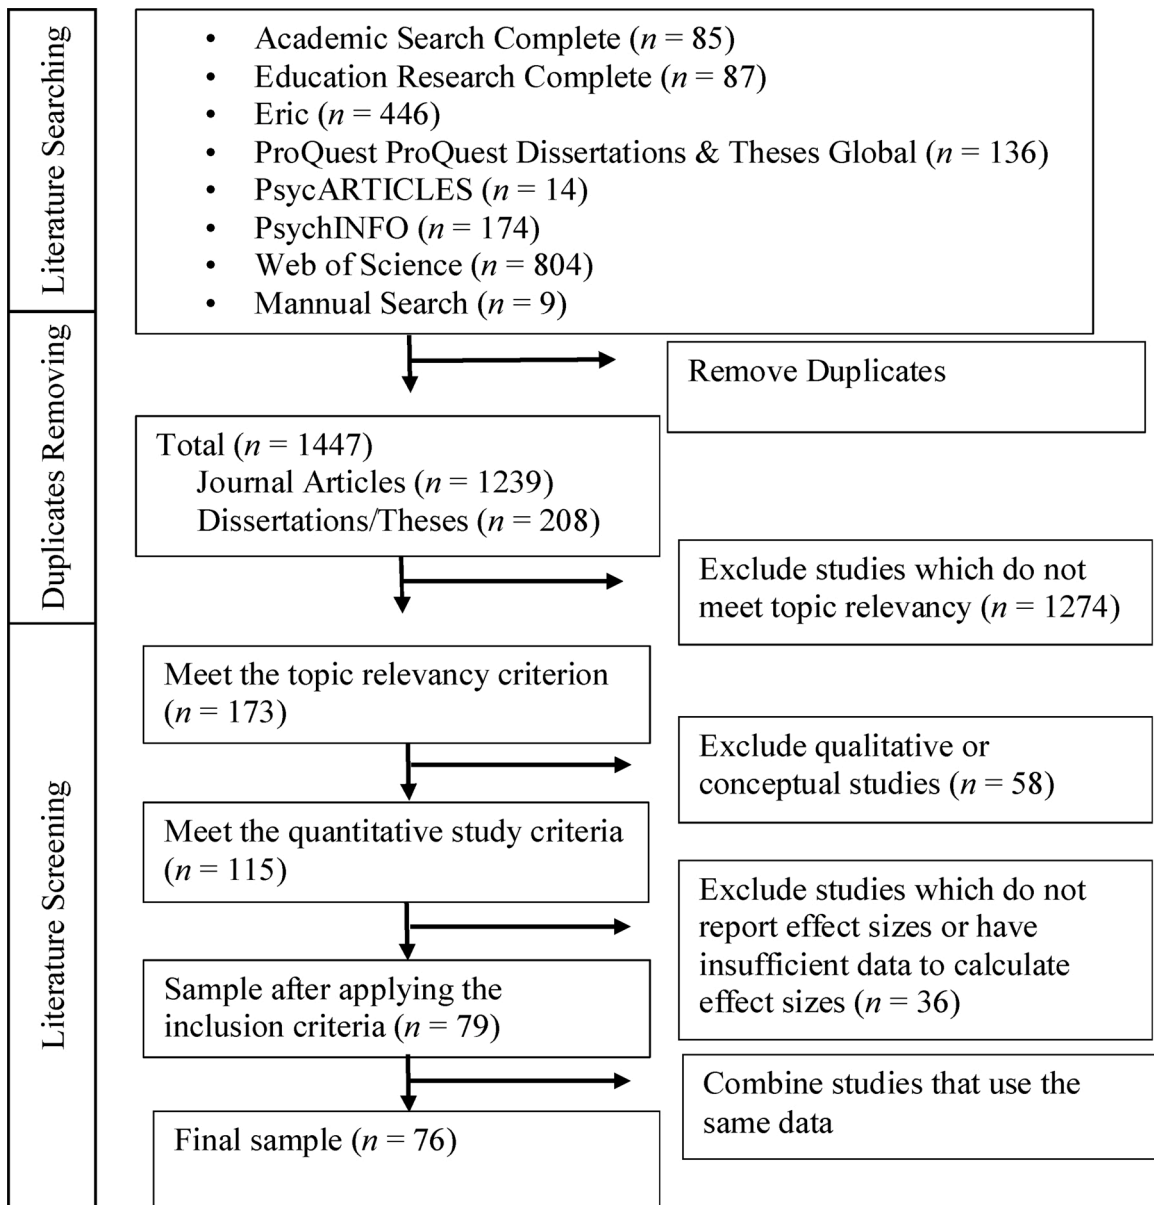 Literature Searching
• Academic Search Complete (n = 85)
• Education Research Complete (n = 87)
• Eric (n = 446)
• ProQuest ProQuest Dissertations & Theses Global (n = 136)
• PsycARTICLES (n = 14)
• PsychINFO (n = 174)
• Web of Science (n = 804)
• Mannual Search (n = 9)
Duplicates Removing
Remove Duplicates
Total (n = 1447)
Journal Articles (n = 1239)
Dissertations/Theses (n = 208)
Exclude studies which do not
meet topic relevancy (n = 1274)
Literature Screening
Meet the topic relevancy criterion
(n = 173)
Exclude qualitative or
conceptual studies (n = 58)
Meet the quantitative study criteria
(n = 115)
Exclude studies which do not
report effect sizes or have
insufficient data to calculate
effect sizes (n = 36)
Sample after applying the
inclusion criteria (n = 79)
Combine studies that use the
same data
Final sample (n = 76)